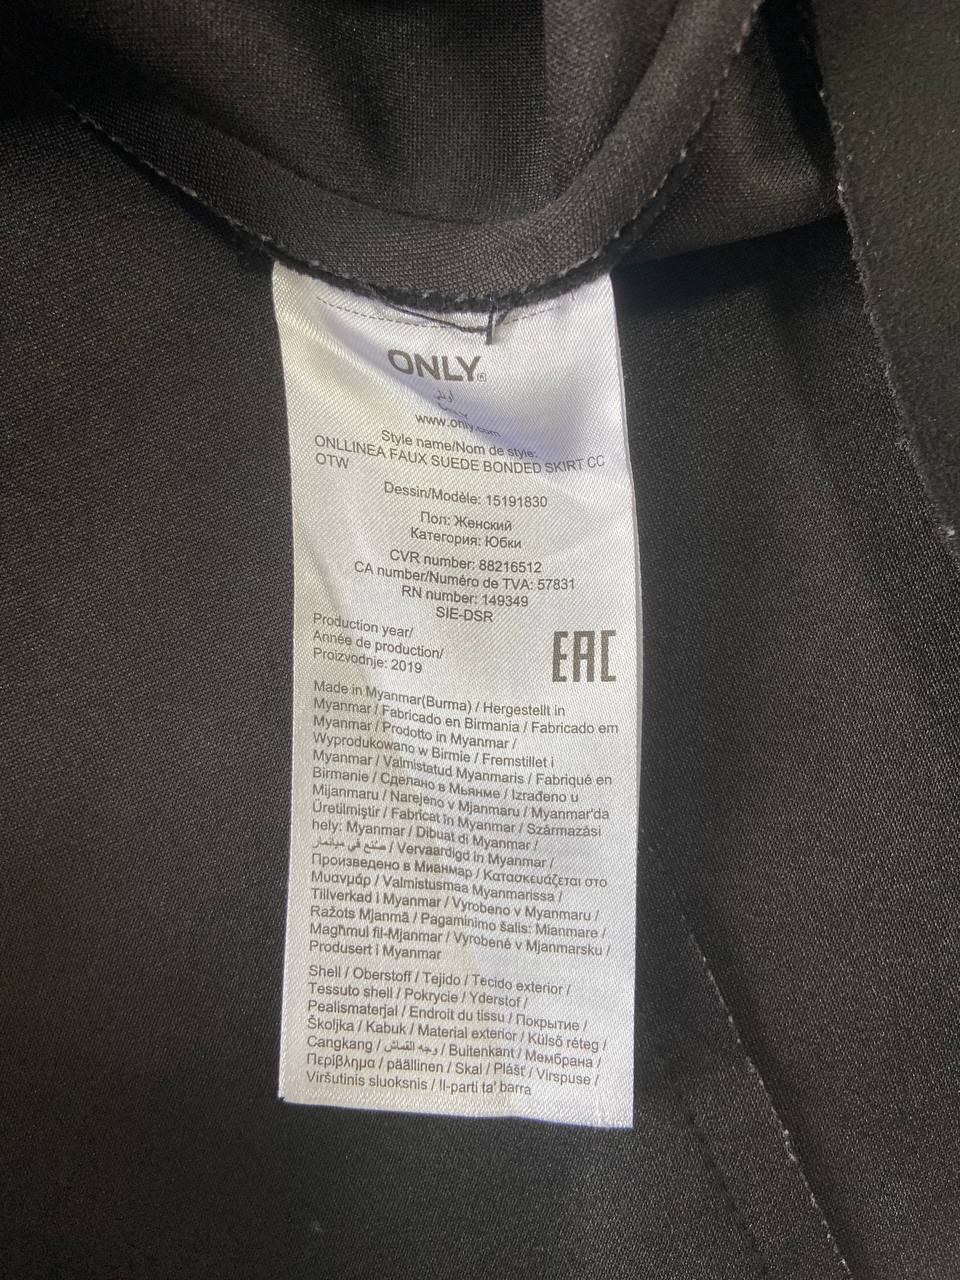 ONLY®
أونلي
www.only.com
Style name/Nom de style:
ONLLINEA FAUX SUEDE BONDED SKIRT CC
OTW
Dessin/Modèle: 15191830
Пол: Женский
Категория: Юбки
CVR number: 88216512
CA number/Numéro de TVA: 57831
RN number: 149349
SIE-DSR
Production year/
Année de production/
Proizvodnje: 2019
EAC
Made in Myanmar(Burma) / Hergestellt in
Myanmar / Fabricado en Birmania / Fabricado em
Myanmar / Prodotto in Myanmar /
Wyprodukowano w Birmie / Fremstillet i
Myanmar / Valmistatud Myanmaris / Fabriqué en
Birmanie / Сделано в Мьянме / Izrađeno u
Mijanmaru / Narejeno v Mjanmaru / Myanmar'da
Üretilmiştir / Fabricat în Myanmar / Származási
hely: Myanmar / Dibuat di Myanmar /
صنع في ميانمار / Vervaardigd in Myanmar /
Произведено в Мианмар / Κατασκευάζεται στο
Μυανμάρ / Valmistusmaa Myanmarissa /
Tillverkad i Myanmar / Vyrobeno v Myanmaru /
Ražots Mjanmā / Pagaminimo šalis: Mianmare /
Magħmul fil-Mjanmar / Vyrobené v Mjanmarsku /
Produsert i Myanmar
Shell / Oberstoff / Tejido / Tecido exterior /
Tessuto shell / Pokrycie / Yderstof /
Pealismaterjal / Endroit du tissu / Покрытие /
Školjka / Kabuk / Material exterior / Külső réteg /
Cangkang / وجه القماش / Buitenkant / Мембрана /
Περίβλημα / päällinen / Skal / Plášť / Virspuse /
Viršutinis sluoksnis / Il-parti ta' barra